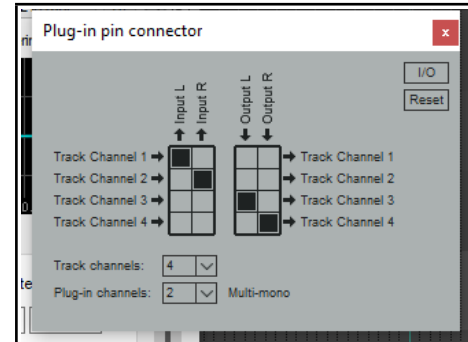 Plug-in pin connector
x
I/O
Reset
Input L
Input R
Output L
Output R
Track Channel 1
Track Channel 1
Track Channel 2
Track Channel 2
Track Channel 3
Track Channel 3
Track Channel 4
Track Channel 4
Track channels: 4
Plug-in channels: 2 Multi-mono